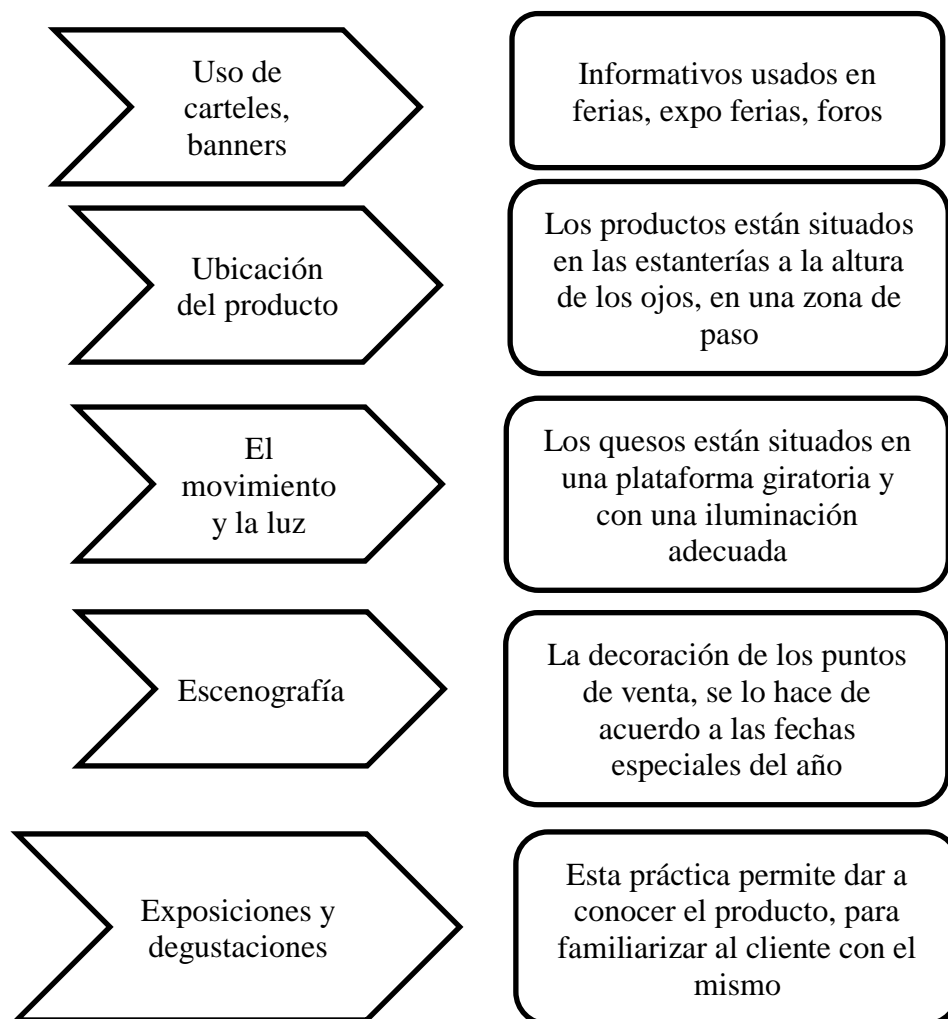 Uso de
carteles,
banners
Informativos usados en
ferias, expo ferias, foros
Ubicación
del producto
Los productos están situados
en las estanterías a la altura
de los ojos, en una zona de
paso
El
movimiento
y la luz
Los quesos están situados en
una plataforma giratoria y
con una iluminación
adecuada
Escenografía
La decoración de los puntos
de venta, se lo hace de
acuerdo a las fechas
especiales del año
Exposiciones y
degustaciones
Esta práctica permite dar a
conocer el producto, para
familiarizar al cliente con el
mismo